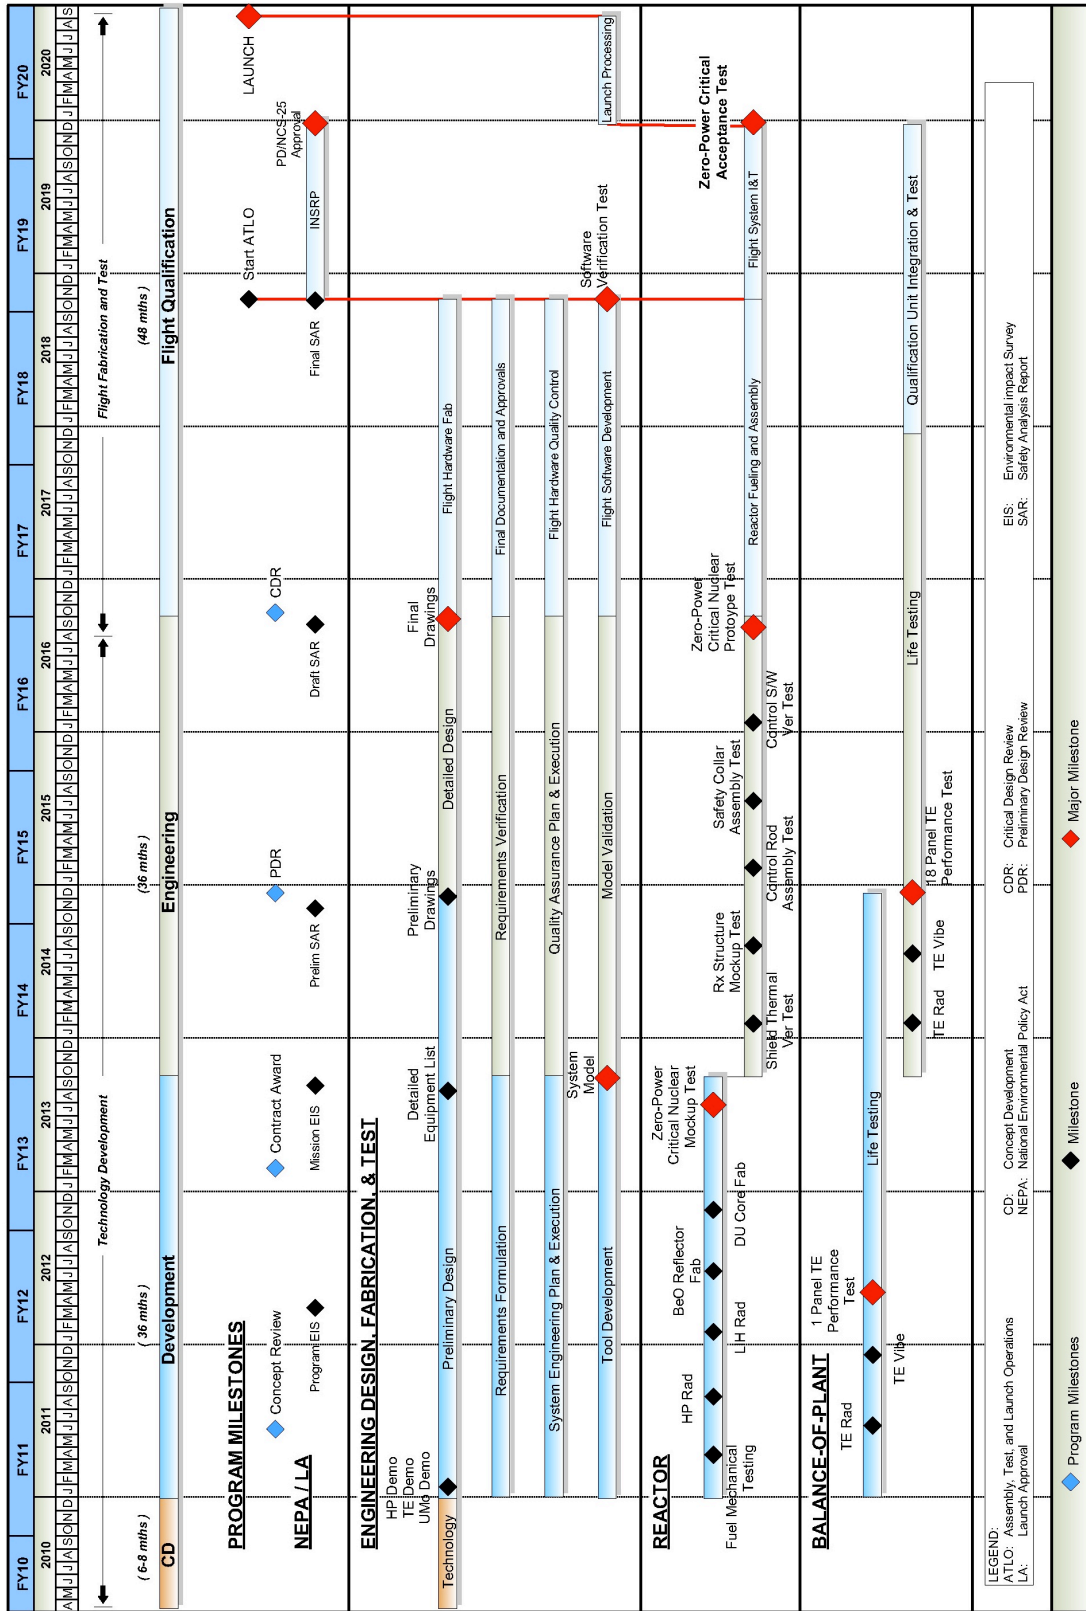 FY10 FY11 FY12 FY13 FY14 FY15 FY16 FY17 FY18 FY19 FY20
2010 2011 2012 2013 2014 2015 2016 2017 2018 2019 2020
A M J J A S O N D J F M A M J J A S O N D J F M A M J J A S O N D J F M A M J J A S O N D J F M A M J J A S O N D J F M A M J J A S O N D J F M A M J J A S O N D J F M A M J J A S O N D J F M A M J J A S O N D J F M A M J J A S O N D J F M A M J J A S
Technology Development
Flight Fabrication and Test
( 6-8 mths )
( 36 mths )
(36 mths )
(48 mths )
CD
Development
Engineering
Flight Qualification
PROGRAM MILESTONES
Concept Review
Contract Award
PDR
CDR
Start ATLO
LAUNCH
NEPA / LA
Program EIS
Mission EIS
Prelim SAR
Draft SAR
Final SAR
INSRP
PD/NCS-25
Approval
ENGINEERING DESIGN, FABRICATION, & TEST
HP Demo
TE Demo
UMo Demo
Detailed
Equipment List
Preliminary
Drawings
Final
Drawings
Technology
Preliminary Design
Detailed Design
Flight Hardware Fab
Requirements Formulation
Requirements Verification
Final Documentation and Approvals
System Engineering Plan & Execution
Quality Assurance Plan & Execution
Flight Hardware Quality Control
System
Model
Software
Verification Test
Tool Development
Model Validation
Flight Software Development
Launch Processing
REACTOR
Fuel Mechanical
Testing
HP Rad
LH Rad
BeO Reflector
Fab
DU Core Fab
Zero-Power
Critical Nuclear
Mockup Test
Shield Thermal
Ver Test
Rx Structure
Mockup Test
Control Rod
Assembly Test
Safety Collar
Assembly Test
Control S/W
Ver Test
Zero-Power
Critical Nuclear
Protoype Test
Reactor Fueling and Assembly
Flight System I&T
Zero-Power Critical
Acceptance Test
BALANCE-OF-PLANT
TE Rad
TE Vibe
1 Panel TE
Performance
Test
Life Testing
TE Rad
TE Vibe
18 Panel TE
Performance Test
Life Testing
Qualification Unit Integration & Test
LEGEND:
ATLO: Assembly, Test, and Launch Operations
LA: Launch Approval
CD: Concept Development
NEPA: National Environmental Policy Act
CDR: Critical Design Review
PDR: Preliminary Design Review
EIS: Environmental impact Survey
SAR: Safety Analysis Report
Program Milestones
Milestone
Major Milestone